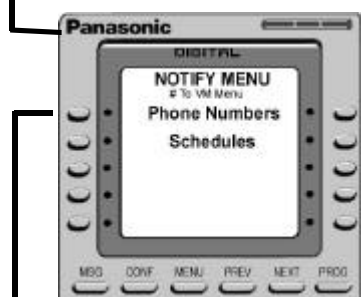 Panasonic
DIGITAL
NOTIFY MENU
# To VM Menu
Phone Numbers
Schedules
MSG CONF MENU PREV NEXT PROG